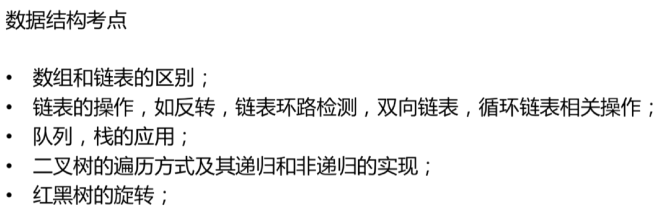 数据结构考点
• 数组和链表的区别；
• 链表的操作，如反转，链表环路检测，双向链表，循环链表相关操作；
• 队列，栈的应用；
• 二叉树的遍历方式及其递归和非递归的实现；
• 红黑树的旋转；